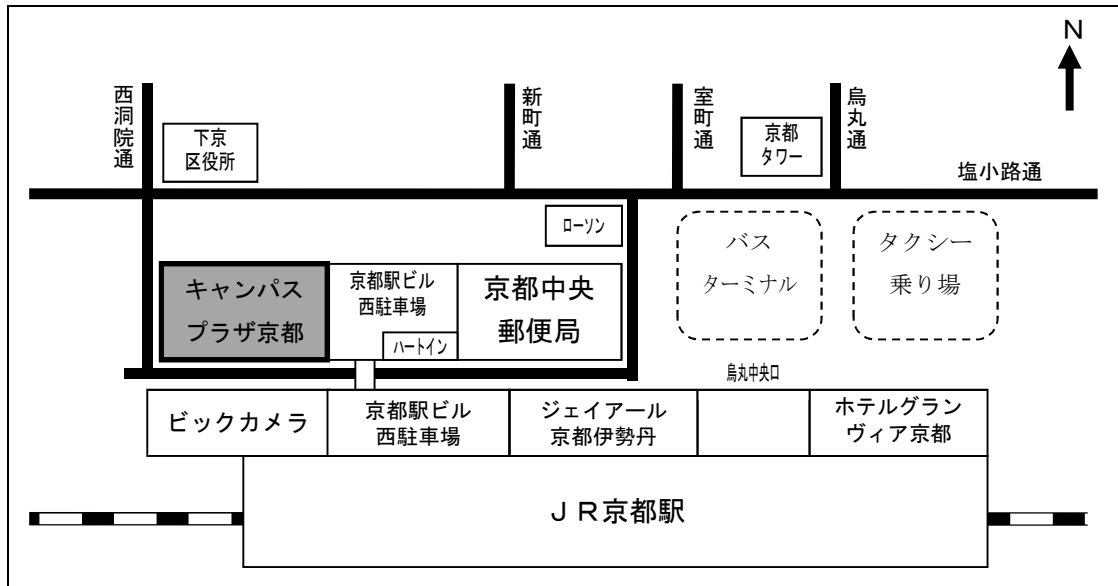 N
西洞院通
新町通
室町通
烏丸通
下京
区役所
京都
タワー
塩小路通
ローソン
バス
ターミナル
タクシー
乗り場
キャンパス
プラザ京都
京都駅ビル
西駐車場
ハートイン
京都中央
郵便局
烏丸中央口
ビックカメラ
京都駅ビル
西駐車場
ジェイアール
京都伊勢丹
ホテルグラン
ヴィア京都
ＪＲ京都駅